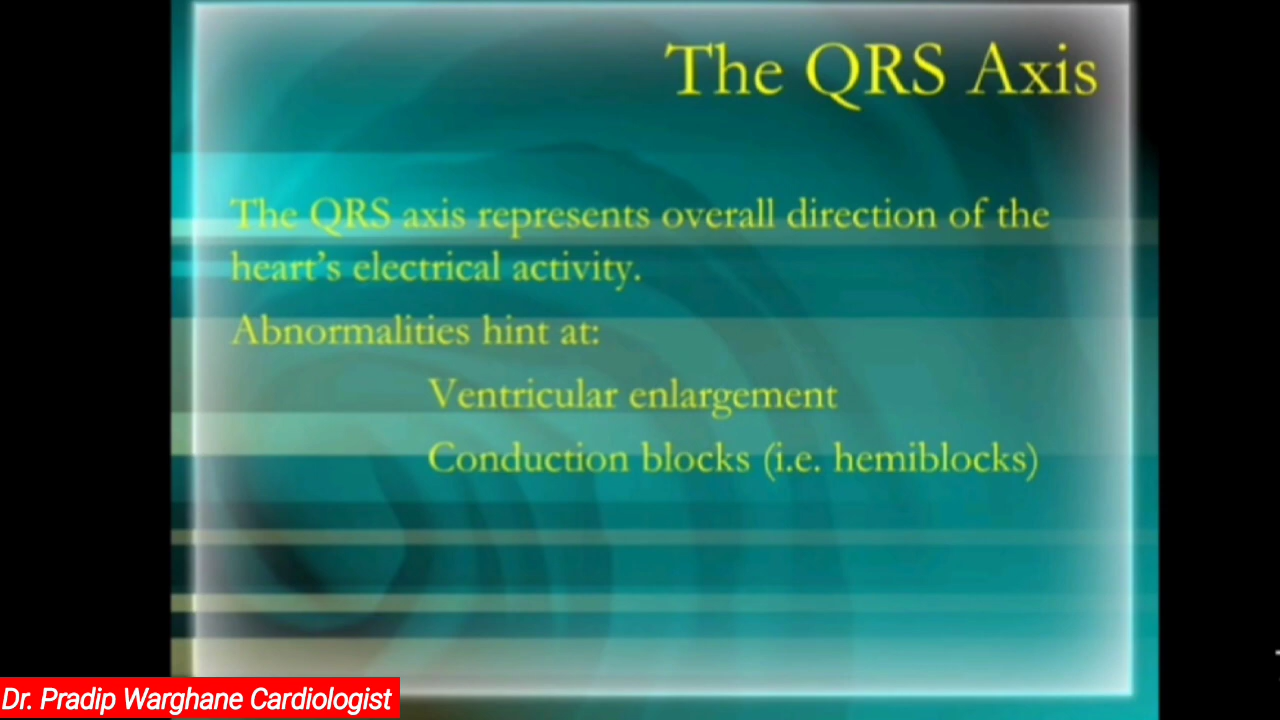 The QRS Axis
The QRS axis represents overall direction of the
heart’s electrical activity.
Abnormalities hint at:
Ventricular enlargement
Conduction blocks (i.e. hemiblocks)
Dr. Pradip Warghane Cardiologist